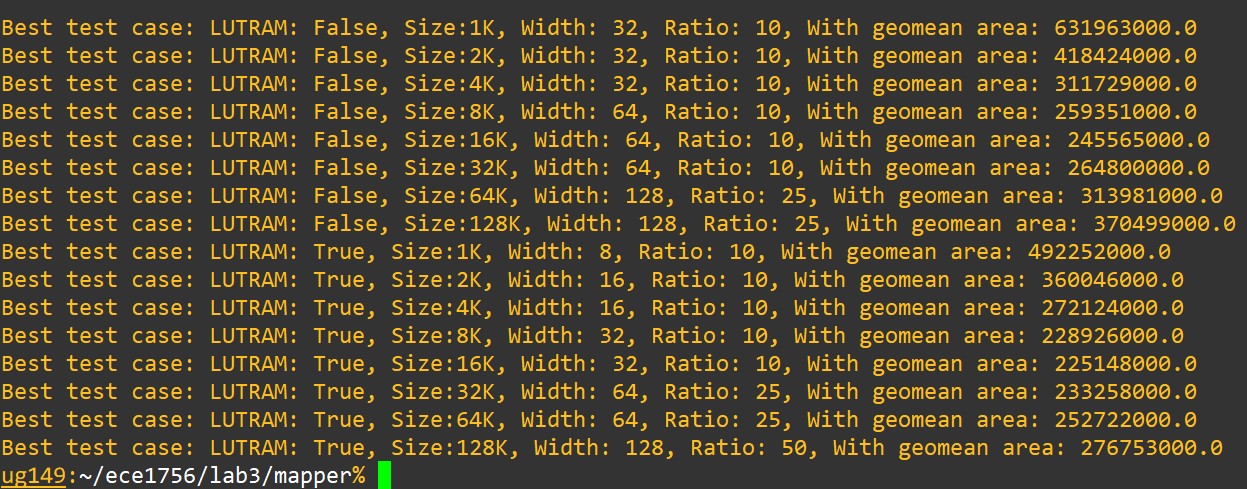 Best test case: LUTRAM: False, Size:1K, Width: 32, Ratio: 10, With geomean area: 631963000.0
Best test case: LUTRAM: False, Size:2K, Width: 32, Ratio: 10, With geomean area: 418424000.0
Best test case: LUTRAM: False, Size:4K, Width: 32, Ratio: 10, With geomean area: 311729000.0
Best test case: LUTRAM: False, Size:8K, Width: 64, Ratio: 10, With geomean area: 259351000.0
Best test case: LUTRAM: False, Size:16K, Width: 64, Ratio: 10, With geomean area: 245565000.0
Best test case: LUTRAM: False, Size:32K, Width: 64, Ratio: 10, With geomean area: 264800000.0
Best test case: LUTRAM: False, Size:64K, Width: 128, Ratio: 25, With geomean area: 313981000.0
Best test case: LUTRAM: False, Size:128K, Width: 128, Ratio: 25, With geomean area: 370499000.0
Best test case: LUTRAM: True, Size:1K, Width: 8, Ratio: 10, With geomean area: 492252000.0
Best test case: LUTRAM: True, Size:2K, Width: 16, Ratio: 10, With geomean area: 360046000.0
Best test case: LUTRAM: True, Size:4K, Width: 16, Ratio: 10, With geomean area: 272124000.0
Best test case: LUTRAM: True, Size:8K, Width: 32, Ratio: 10, With geomean area: 228926000.0
Best test case: LUTRAM: True, Size:16K, Width: 32, Ratio: 10, With geomean area: 225148000.0
Best test case: LUTRAM: True, Size:32K, Width: 64, Ratio: 25, With geomean area: 233258000.0
Best test case: LUTRAM: True, Size:64K, Width: 64, Ratio: 25, With geomean area: 252722000.0
Best test case: LUTRAM: True, Size:128K, Width: 128, Ratio: 50, With geomean area: 276753000.0
ug149:~/ece1756/lab3/mapper%